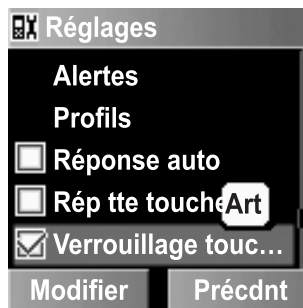 Réglages
Alertes
Profils
Réponse auto
Rép tte touche
Art
Verrouillage touc...
Modifier
Précdnt